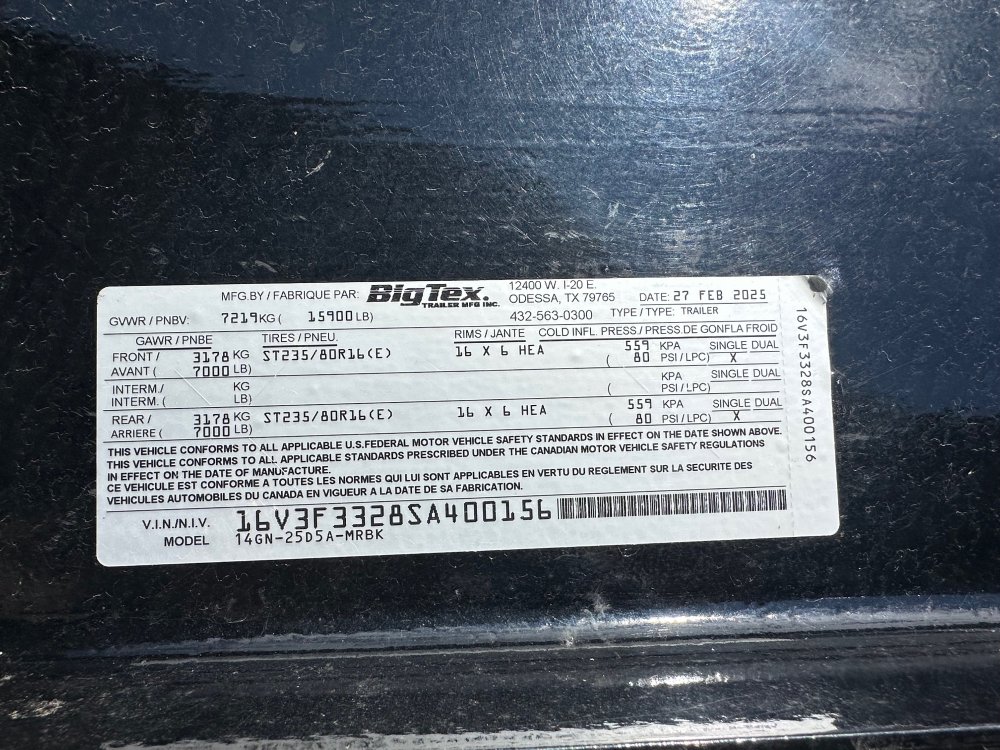 MFG.BY / FABRIQUE PAR: BigTex. TRAILER MFG INC. 12400 W. I-20 E.
ODESSA, TX 79765 DATE: 27 FEB 2025
GVWR / PNBV: 7219KG ( 15900LB) 432-563-0300 TYPE / TYPE: TRAILER
GAWR / PNBE TIRES / PNEU. RIMS / JANTE COLD INFL. PRESS./ PRESS.DE GONFLA FROID
FRONT / 3178 KG ST235/80R16(E) 16 X 6 HEA 559 KPA SINGLE DUAL
AVANT ( 7000 LB) ( 80 PSI / LPC) X
INTERM./ KG KPA SINGLE DUAL
INTERM. ( LB) ( PSI / LPC)
REAR / 3178 KG ST235/80R16(E) 16 X 6 HEA 559 KPA SINGLE DUAL
ARRIERE ( 7000 LB) ( 80 PSI / LPC) X
THIS VEHICLE CONFORMS TO ALL APPLICABLE U.S.FEDERAL MOTOR VEHICLE SAFETY STANDARDS IN EFFECT ON THE DATE SHOWN ABOVE.
THIS VEHICLE CONFORMS TO ALL APPLICABLE STANDARDS PRESCRIBED UNDER THE CANADIAN MOTOR VEHICLE SAFETY REGULATIONS
IN EFFECT ON THE DATE OF MANUFACTURE.
CE VEHICULE EST CONFORME A TOUTES LES NORMES QUI LUI SONT APPLICABLES EN VERTU DU REGLEMENT SUR LA SECURITE DES
VEHICULES AUTOMOBILES DU CANADA EN VIGUEUR A LA DATE DE SA FABRICATION.
V.I.N./N.I.V. 16V3F3328SA400156
MODEL 14GN-25D5A-MRBK
16V3F3328SA400156